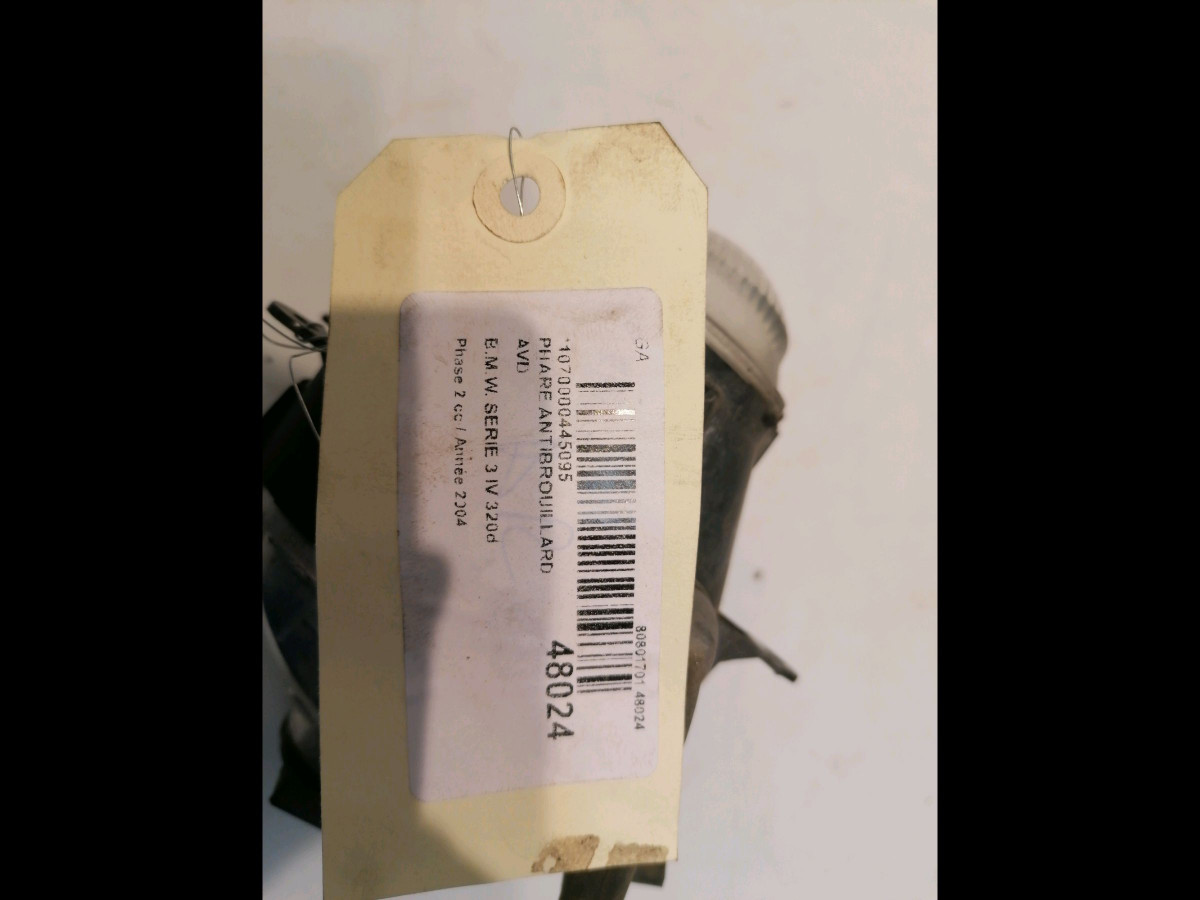 GA
80801701 48024
*1070000445095
48024
PHARE ANTIBROUILLARD
AVD
B.M.W. SERIE 3 IV 320d
Phase 2 cc / Année 2004